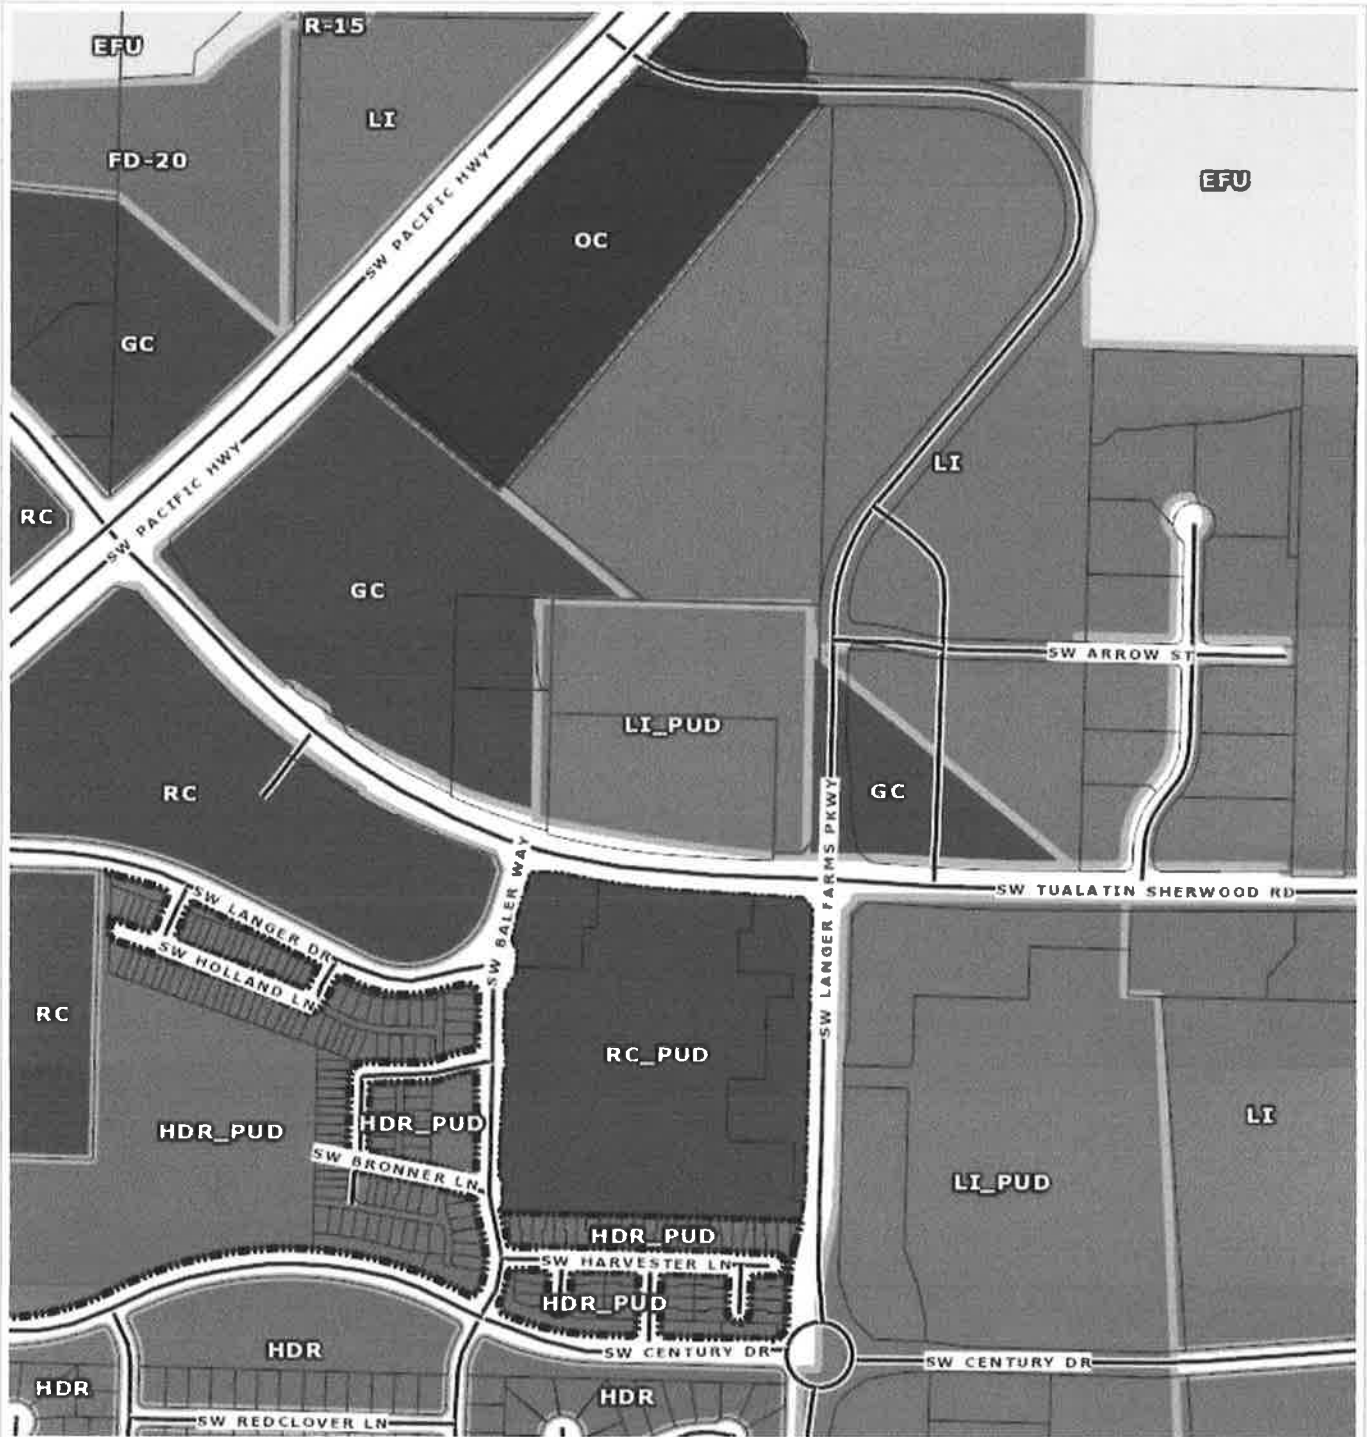 R-15
EFU
LI
FD-20
SW PACIFIC HWY
EFU
OC
GC
LI
SW PACIFIC HWY
RC
GC
SW ARROW ST
LI_PUD
RC
GC
SW LANGER FARMS PKWY
SW BALER WAY
SW TUALATIN SHERWOOD RD
SW LANGER DR
SW HOLLAND LN
RC
RC_PUD
LI
HDR_PUD
HDR_PUD
SW BRONNER LN
LI_PUD
HDR_PUD
SW HARVESTER LN
HDR_PUD
HDR
SW CENTURY DR
SW CENTURY DR
HDR
HDR
SW REDCLOVER LN